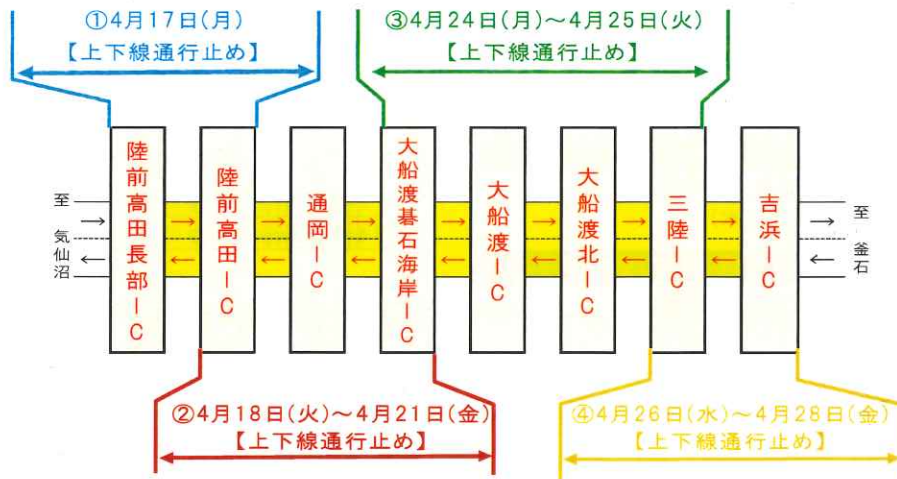 ①4月17日(月)
【上下線通行止め】
③4月24日(月)～4月25日(火)
【上下線通行止め】
至
気仙沼
陸前高田長部IC
陸前高田IC
通岡IC
大船渡碁石海岸IC
大船渡IC
大船渡北IC
三陸IC
吉浜IC
至
釜石
②4月18日(火)～4月21日(金)
【上下線通行止め】
④4月26日(水)～4月28日(金)
【上下線通行止め】